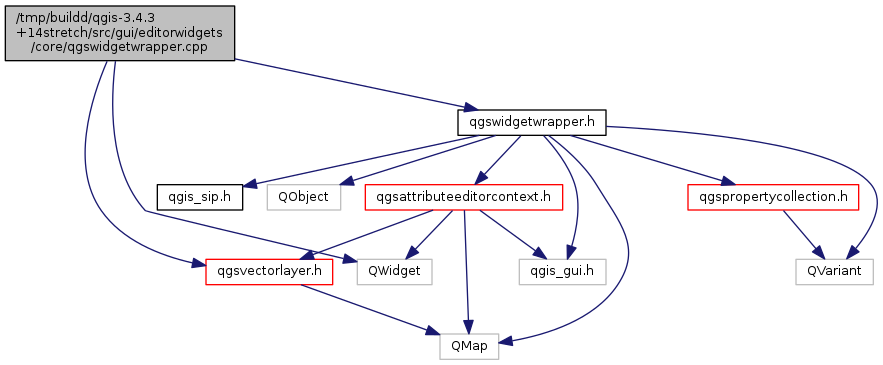 /tmp/buildd/qgis-3.4.3
+14stretch/src/gui/editorwidgets
/core/qgswidgetwrapper.cpp
qgswidgetwrapper.h
qgis_sip.h
QObject
qgsattributeeditorcontext.h
qgspropertycollection.h
qgsvectorlayer.h
QWidget
qgis_gui.h
QVariant
QMap